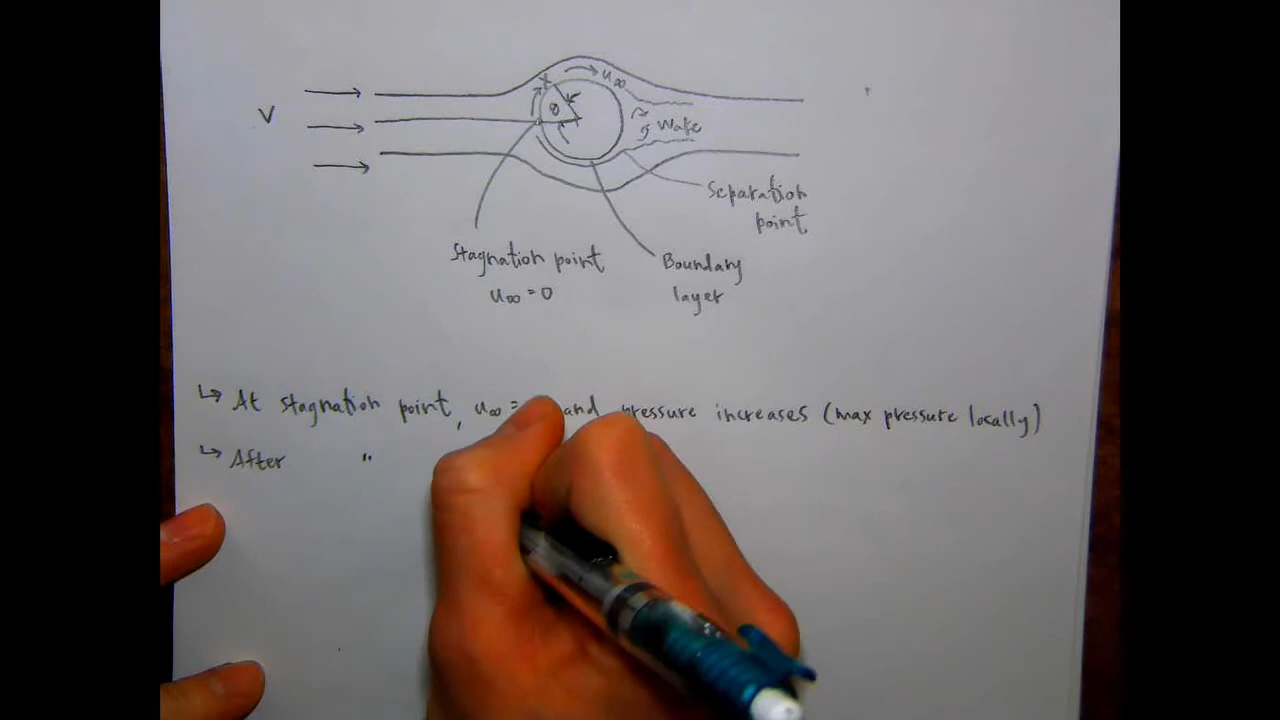 x
u∞
θ
V
Wake
Separation
point
Stagnation point
u∞ = 0
Boundary
layer
↳ At stagnation point, u∞ = and pressure increases (max pressure locally)
↳ After "